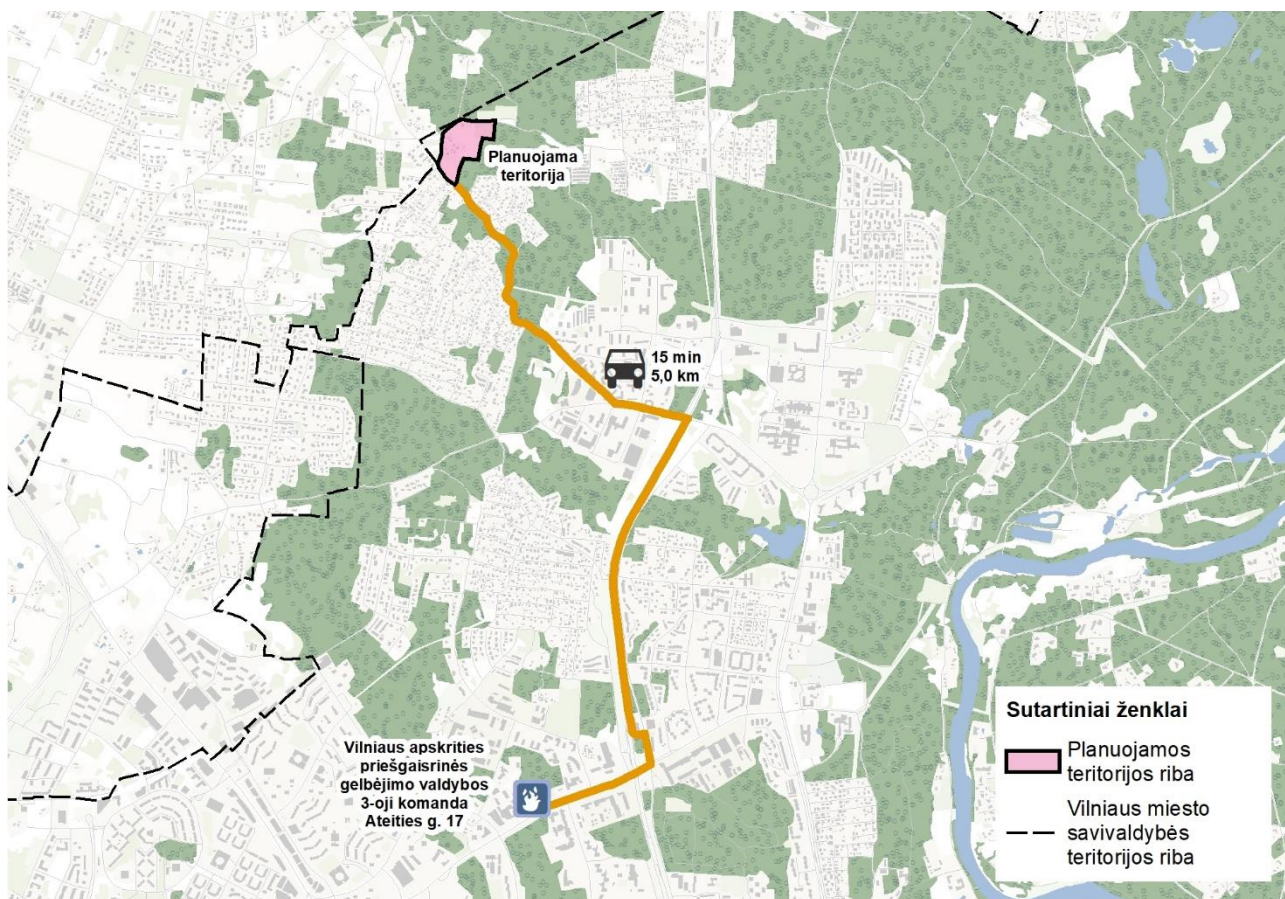 Planuojama
teritorija
15 min
5,0 km
Vilniaus apskrities
priešgaisrinės
gelbėjimo valdybos
3-oji komanda
Ateities g. 17
Sutartiniai ženklai
Planuojamos
teritorijos riba
Vilniaus miesto
savivaldybės
teritorijos riba